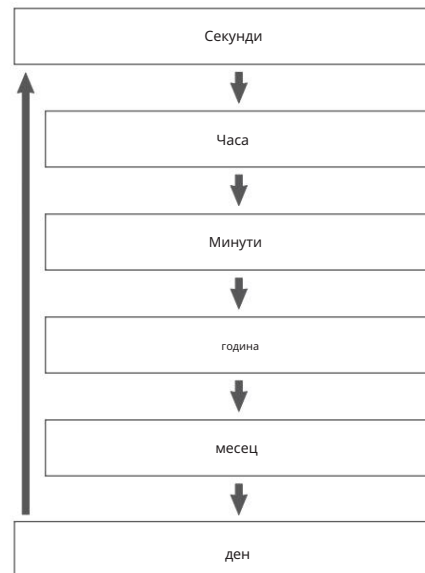 Секунди
Часа
Минути
година
месец
ден